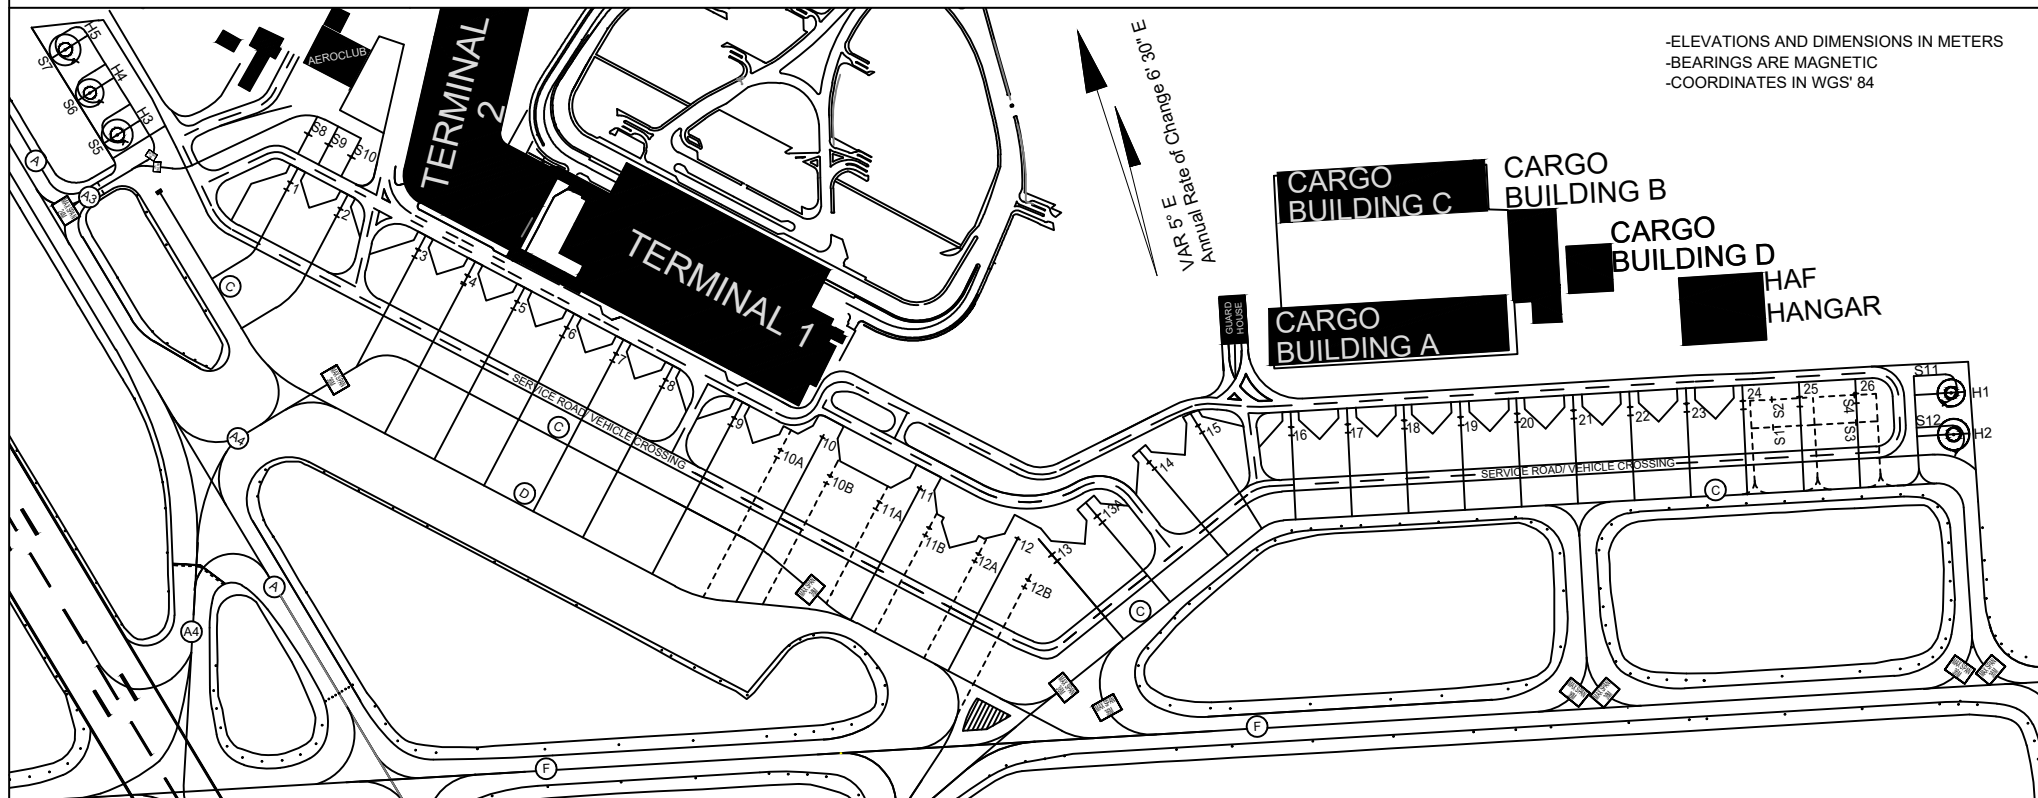 -ELEVATIONS AND DIMENSIONS IN METERS
-BEARINGS ARE MAGNETIC
-COORDINATES IN WGS' 84
VAR 5° E
Annual Rate of Change 6' 30" E
H5
S7
H4
S6
H3
S5
A
A3
AEROCLUB
S8
S9
S10
TERMINAL
2
TERMINAL 1
CARGO
BUILDING C
CARGO
BUILDING B
CARGO
BUILDING D
HAF
HANGAR
GUARD
HOUSE
CARGO
BUILDING A
1
2
3
4
5
6
7
8
9
10A
10
10B
11A
11
11B
12A
12
12B
13
13A
14
15
16
17
18
19
20
21
22
23
24
25
26
S1
S2
S3
S4
S11
H1
S12
H2
C
SERVICE ROAD/ VEHICLE CROSSING
C
D
A4
A
A4
SERVICE ROAD/ VEHICLE CROSSING
C
C
F
F